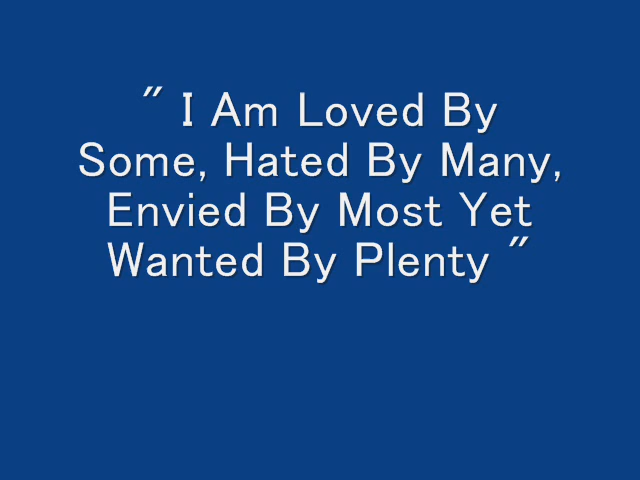 " I Am Loved By
Some, Hated By Many,
Envied By Most Yet
Wanted By Plenty "